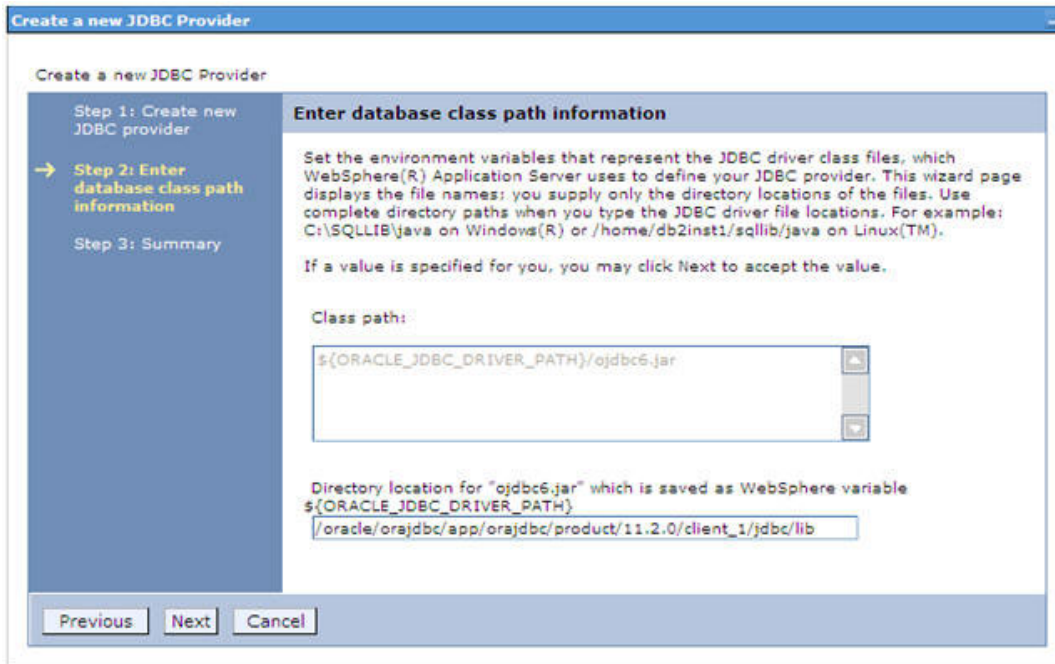 Create a new JDBC Provider
Create a new JDBC Provider
Step 1: Create new
JDBC provider
Step 2: Enter
database class path
information
Step 3: Summary
Enter database class path information
Set the environment variables that represent the JDBC driver class files, which
WebSphere(R) Application Server uses to define your JDBC provider. This wizard page
displays the file names; you supply only the directory locations of the files. Use
complete directory paths when you type the JDBC driver file locations. For example:
C:\SQLLIB\java on Windows(R) or /home/db2inst1/sqllib/java on Linux(TM).
If a value is specified for you, you may click Next to accept the value.
Class path:
${ORACLE_JDBC_DRIVER_PATH}/ojdbc6.jar
Directory location for "ojdbc6.jar" which is saved as WebSphere variable
${ORACLE_JDBC_DRIVER_PATH}
/oracle/orajdbc/app/orajdbc/product/11.2.0/client_1/jdbc/lib
Previous Next Cancel